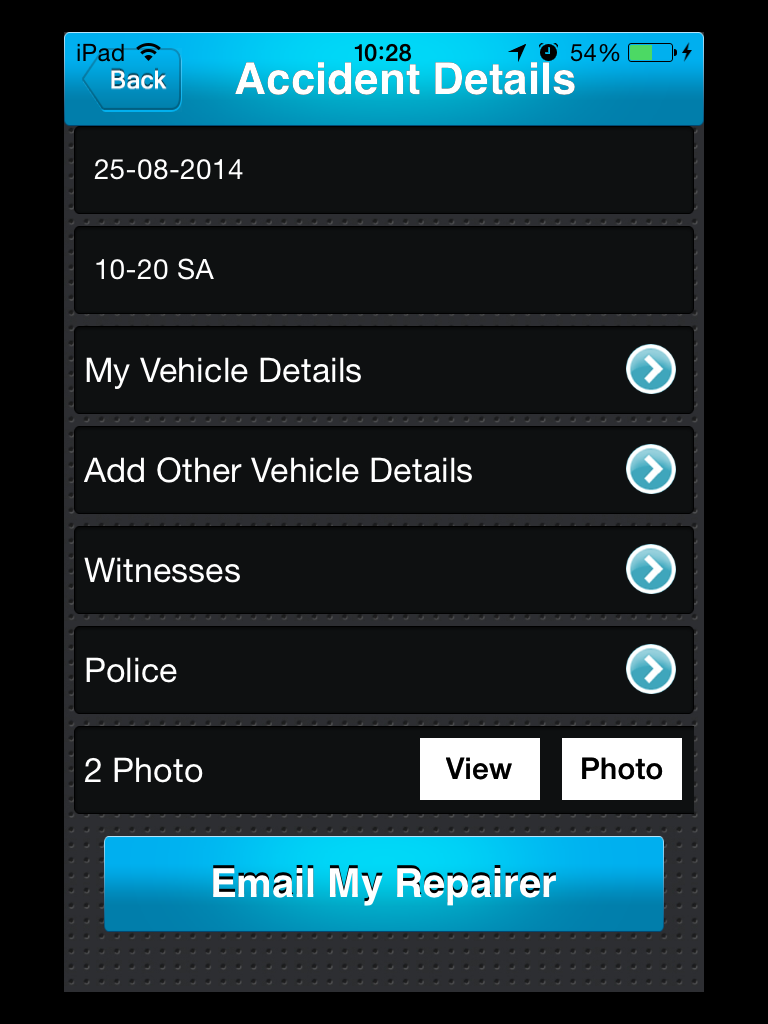 iPad 10:28 54%
Back
Accident Details
25-08-2014
10-20 SA
My Vehicle Details
Add Other Vehicle Details
Witnesses
Police
2 Photo View Photo
Email My Repairer